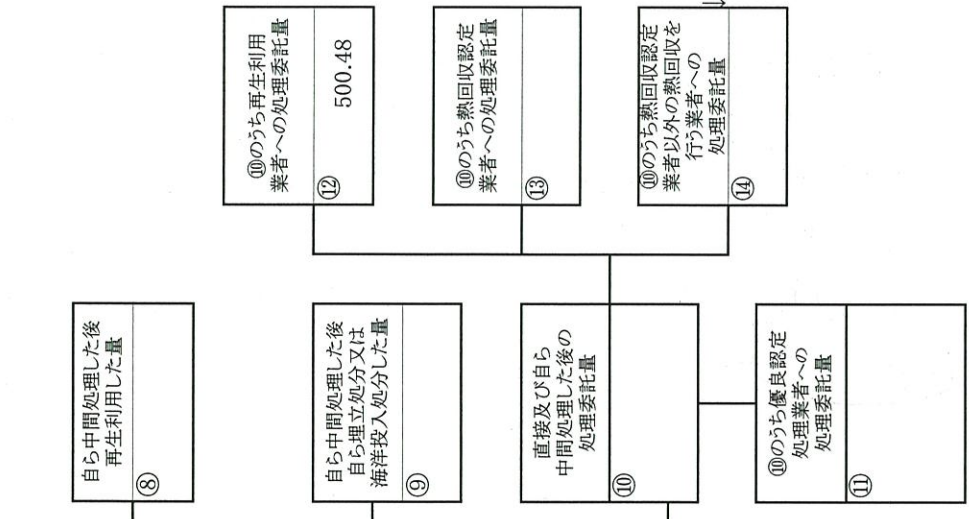 自ら中間処理した後
再生利用した量
⑧
自ら中間処理した後
自ら埋立処分又は
海洋投入処分した量
⑨
直接及び自ら
中間処理した後の
処理委託量
⑩
⑩のうち優良認定
処理業者への
処理委託量
⑪
⑩のうち再生利用
業者への処理委託量
⑫
500.48
⑩のうち熱回収認定
業者への処理委託量
⑬
⑩のうち熱回収認定
業者以外の熱回収を
行う業者への
処理委託量
⑭